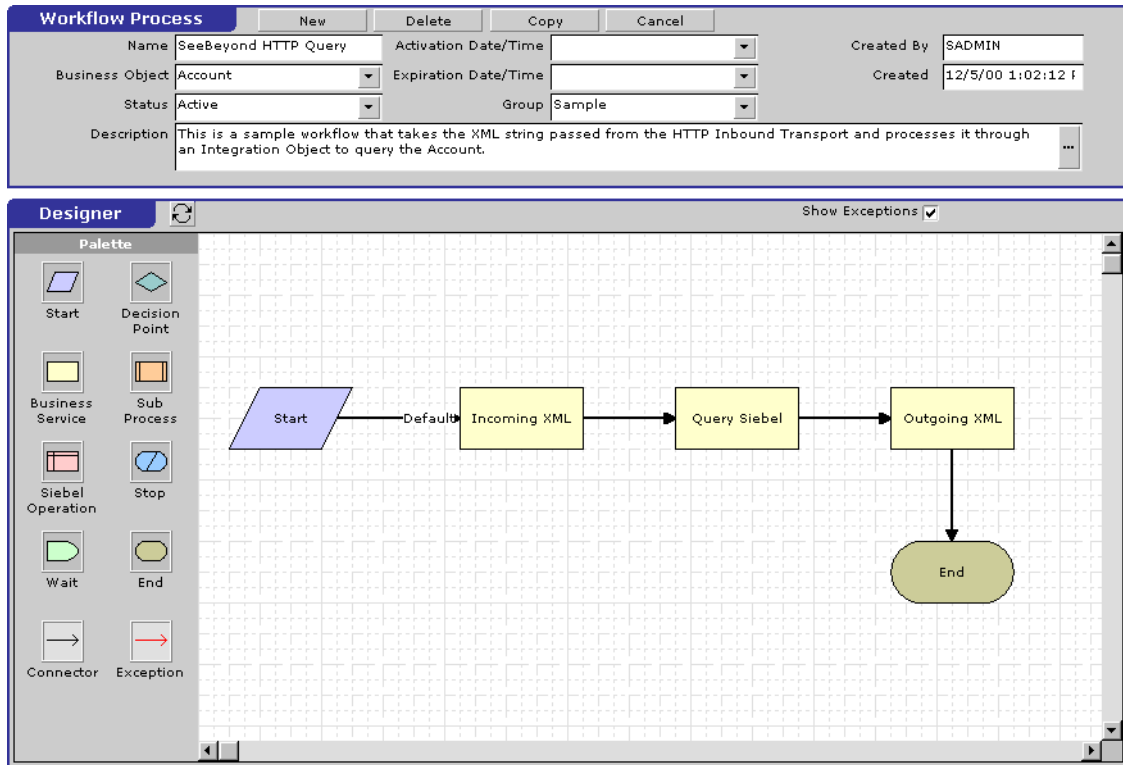 Workflow Process New Delete Copy Cancel
Name SeeBeyond HTTP Query Activation Date/Time Created By SADMIN
Business Object Account Expiration Date/Time Created 12/5/00 1:02:12
Status Active Group Sample
Description This is a sample workflow that takes the XML string passed from the HTTP Inbound Transport and processes it through
an Integration Object to query the Account.
...
Designer Show Exceptions
Palette
Start Decision
Point
Business Sub
Service Process
Siebel Stop
Operation
Wait End
Connector Exception
Start Default Incoming XML Query Siebel Outgoing XML
End